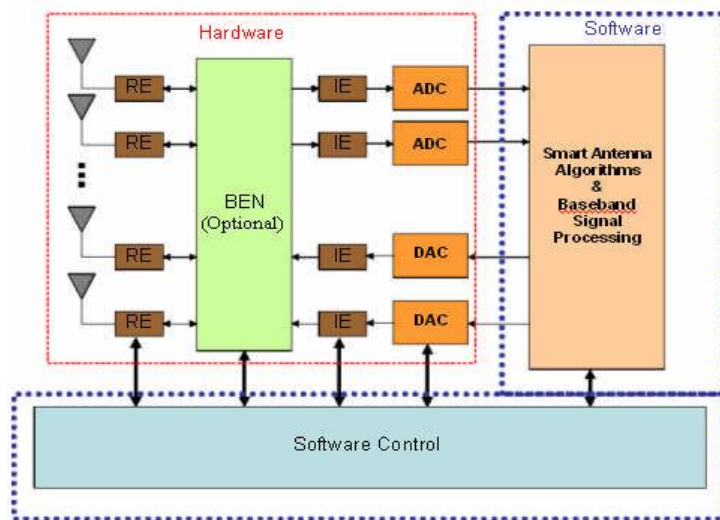 Hardware
Software
RE
IE
ADC
RE
IE
ADC
BEN
(Optional)
Smart Antenna
Algorithms
&
Baseband
Signal
Processing
RE
IE
DAC
RE
IE
DAC
Software Control